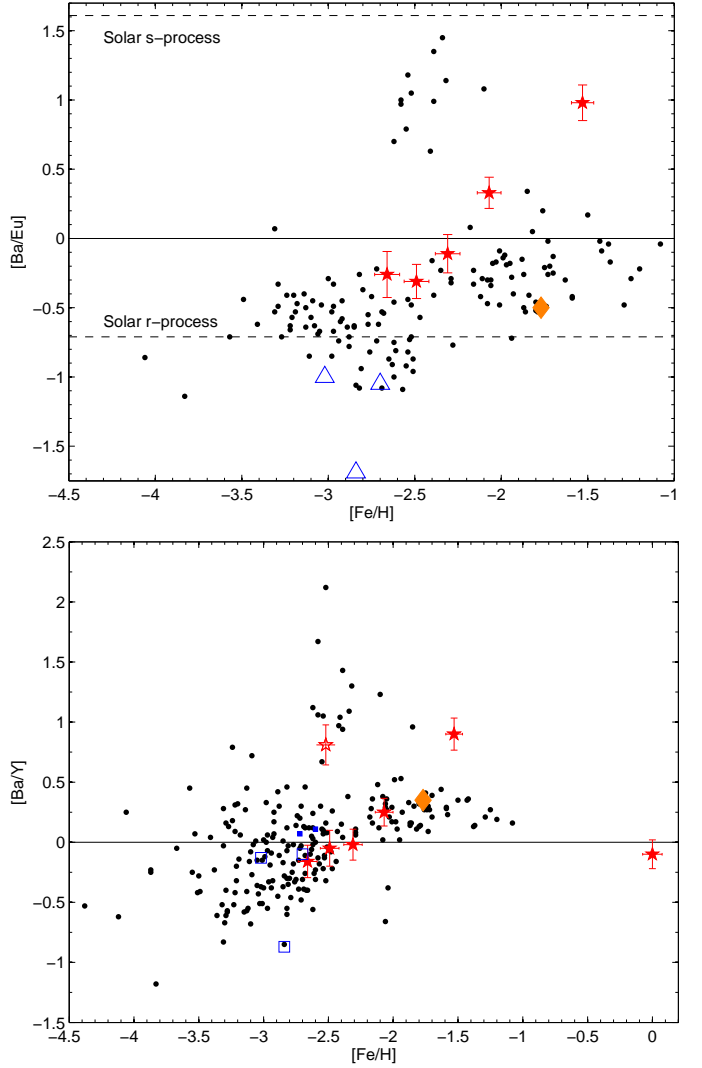 1.5
Solar s−process
1
0.5
[Ba/Eu]
0
−0.5
Solar r−process
−1
−1.5
−4.5 −4 −3.5 −3 −2.5 −2 −1.5 −1
[Fe/H]
2.5
2
1.5
1
[Ba/Y]
0.5
0
−0.5
−1
−1.5
−4.5 −4 −3.5 −3 −2.5 −2 −1.5 −1 −0.5 0
[Fe/H]